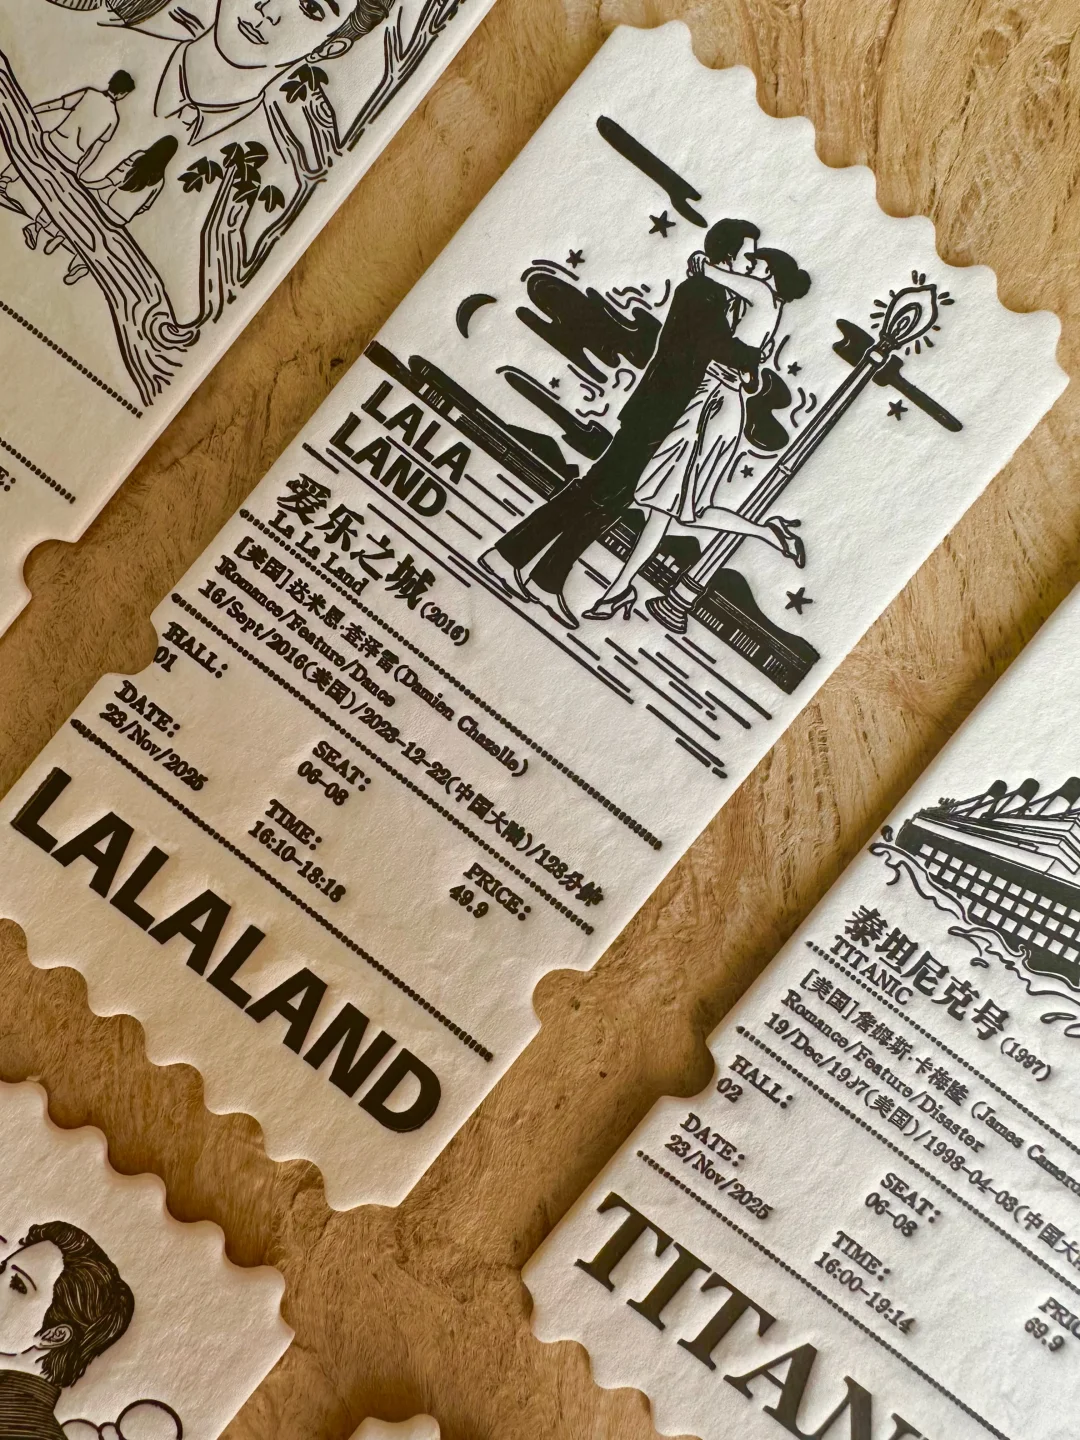 E:
LALA
LAND
爱乐之城(2016)
La La Land
[美国]达米恩·查泽雷(Damien Chazelle)
Romance/Feature/Dance
16/Sept/2016(美国)/2023-12-22(中国大陆)/128分钟
HALL:
01
SEAT:
06-08
PRICE:
49.9
DATE:
23/Nov/2025
TIME:
16:10-18:18
LALALAND
泰坦尼克号(1997)
TITANIC
[美国]詹姆斯·卡梅隆 (James Camero
Romance/Feature/Disaster
19/Dec/1997(美国)/1998-04-03(中国大
HALL:
02
SEAT:
06-08
PRIC
69.9
DATE:
23/Nov/2025
TIME:
16:00-19:14
TITAN